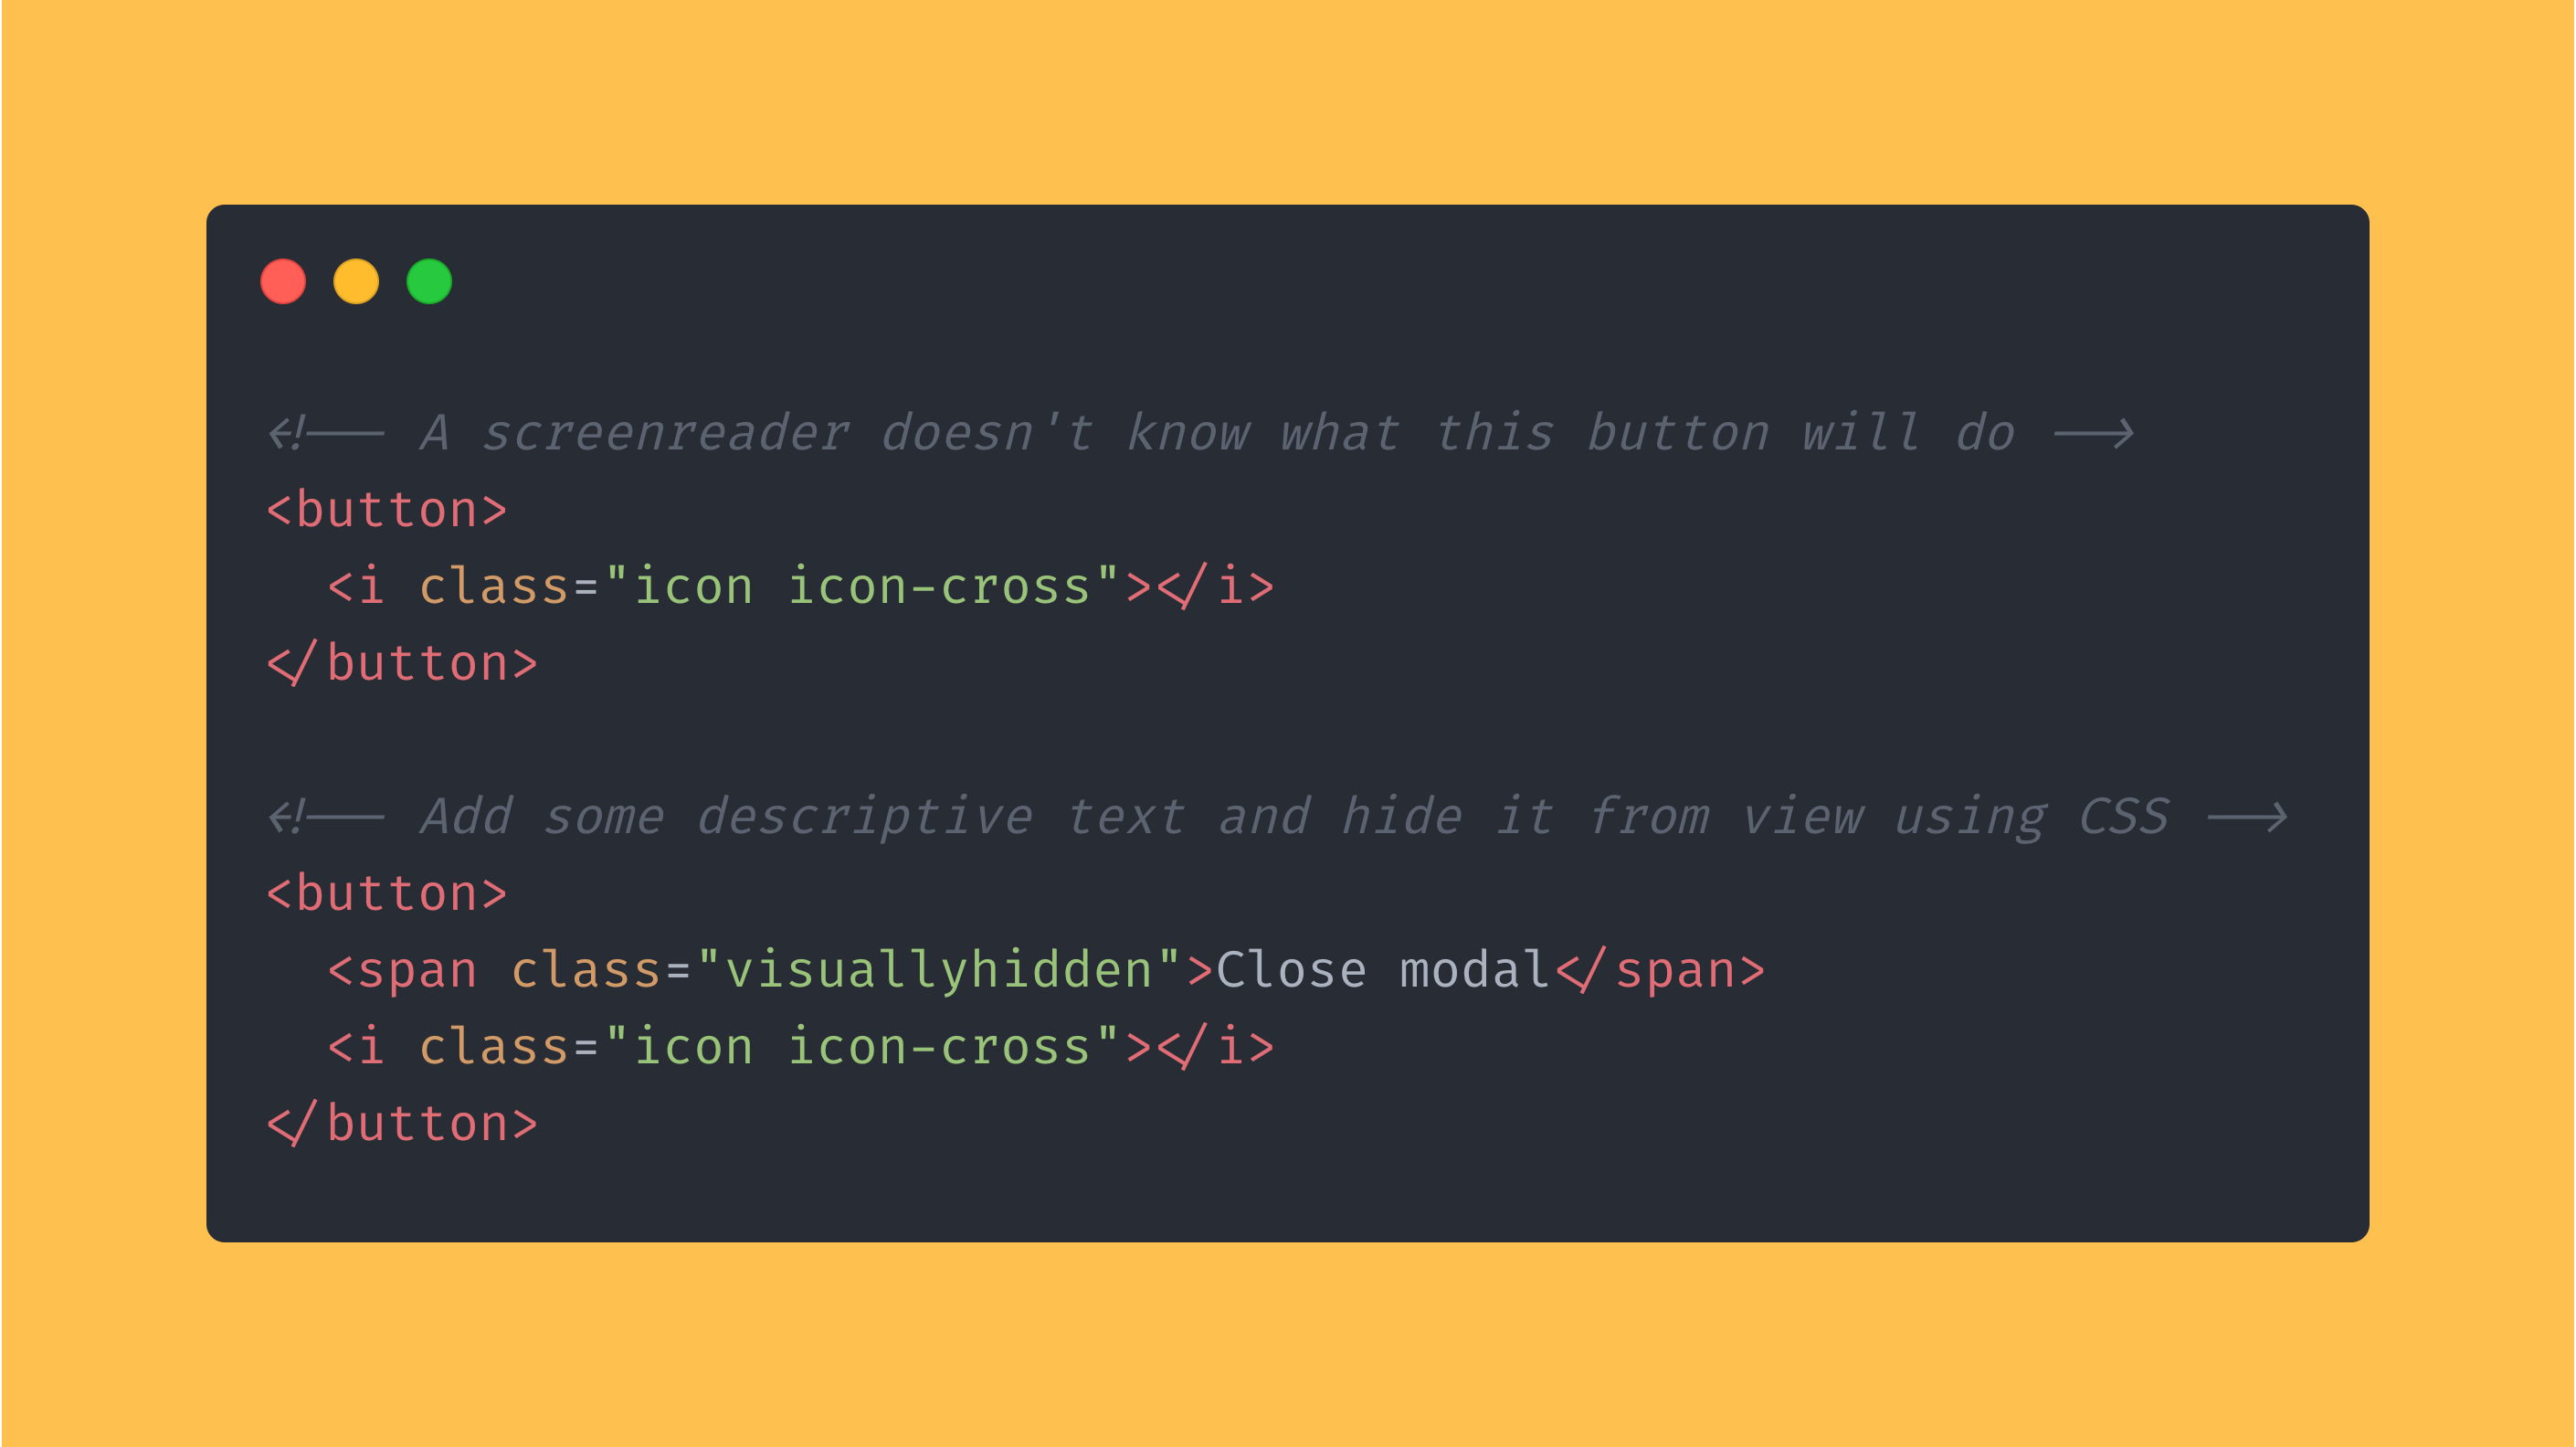 <!-- A screenreader doesn't know what this button will do -->
<button>
  <i class="icon icon-cross"></i>
</button>
<!-- Add some descriptive text and hide it from view using CSS -->
<button>
  <span class="visuallyhidden">Close modal</span>
  <i class="icon icon-cross"></i>
</button>